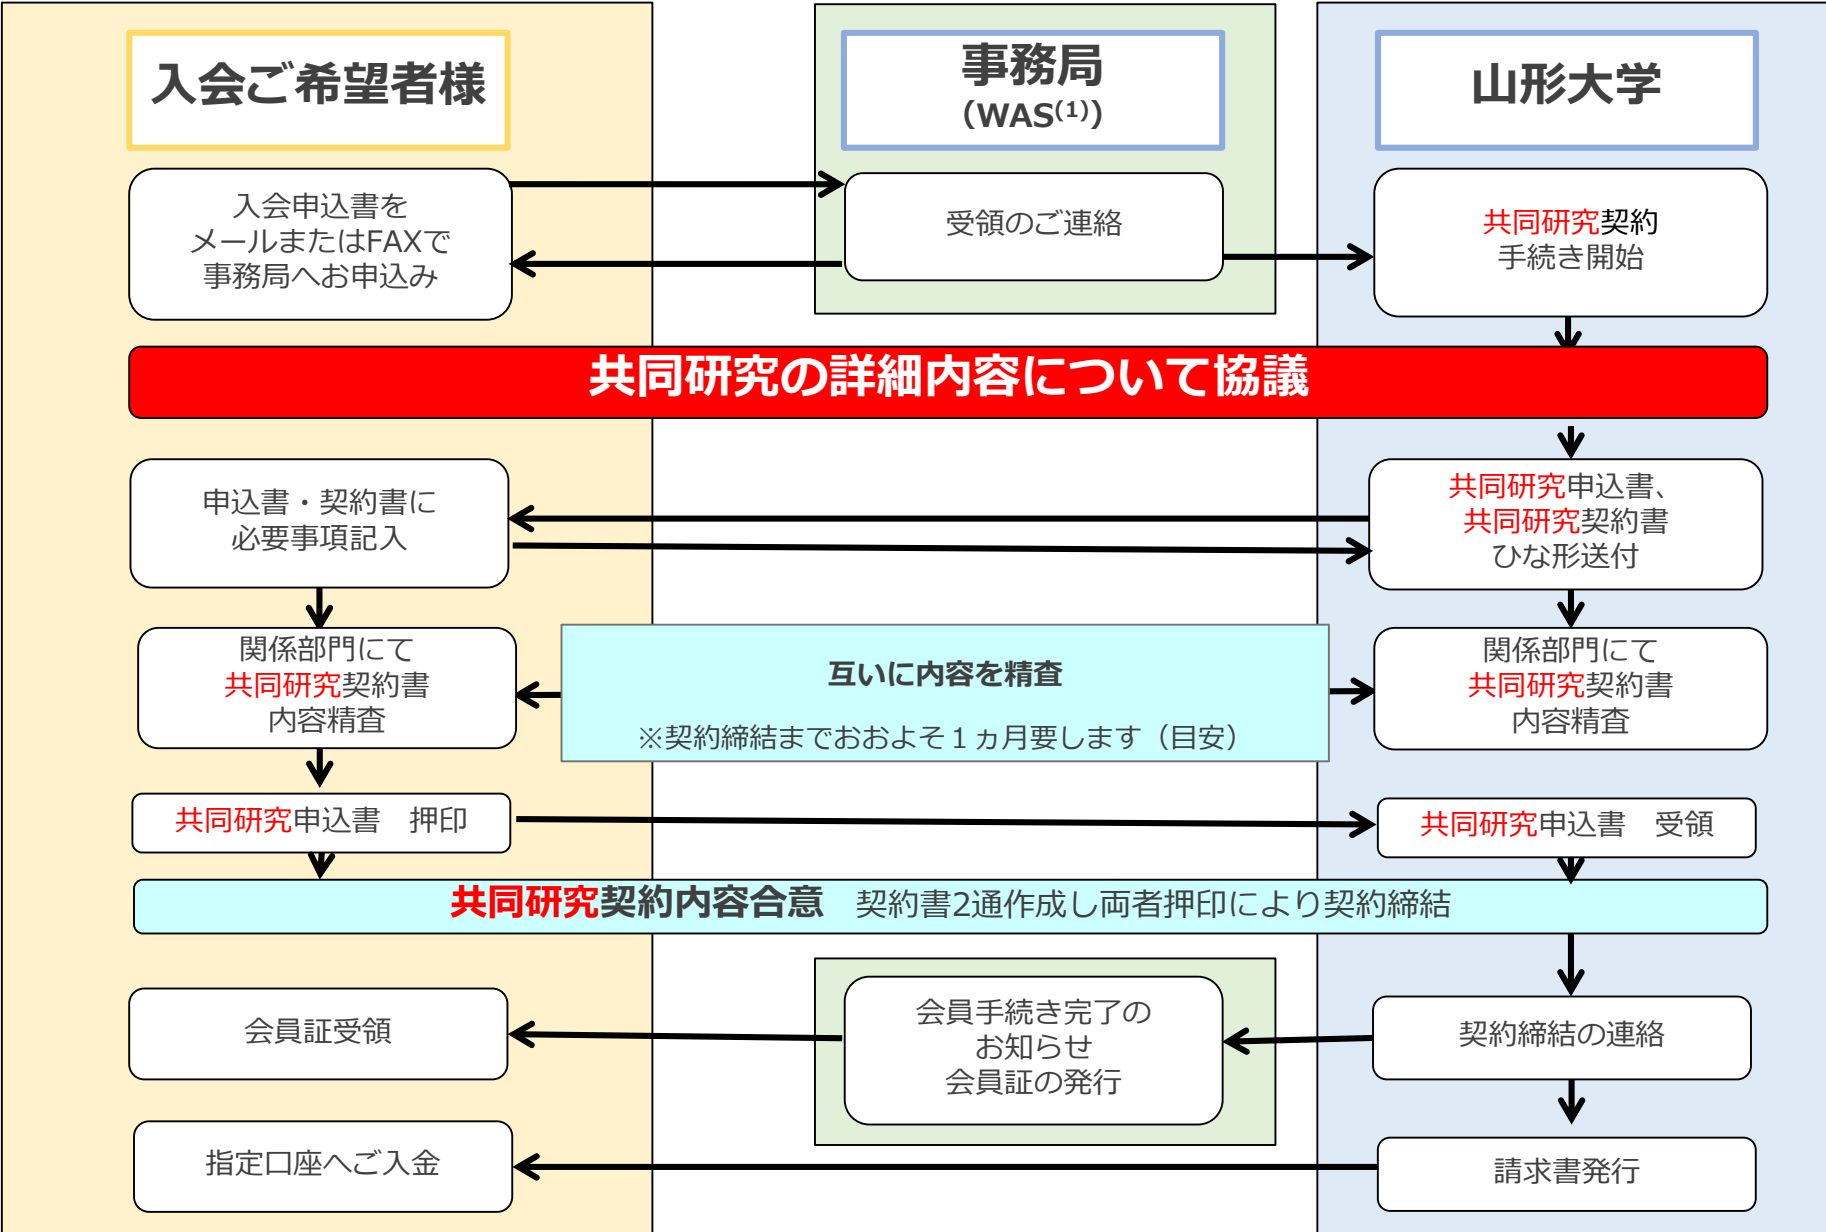 入会ご希望者様
事務局
(WAS(1))
山形大学
入会申込書を
メールまたはFAXで
事務局へお申込み
受領のご連絡
共同研究契約
手続き開始
共同研究の詳細内容について協議
申込書・契約書に
必要事項記入
共同研究申込書、
共同研究契約書
ひな形送付
関係部門にて
共同研究契約書
内容精査
互いに内容を精査
※契約締結までおおよそ１ヵ月要します（目安）
関係部門にて
共同研究契約書
内容精査
共同研究申込書　押印
共同研究申込書　受領
共同研究契約内容合意　契約書2通作成し両者押印により契約締結
会員証受領
会員手続き完了の
お知らせ
会員証の発行
契約締結の連絡
指定口座へご入金
請求書発行